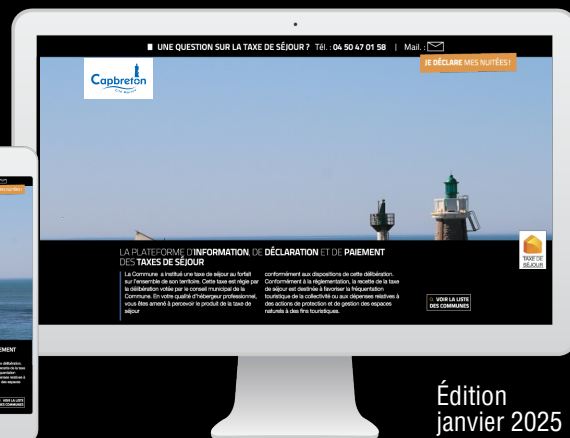 UNE QUESTION SUR LA TAXE DE SÉJOUR ? Tél. : 04 50 47 01 58 | Mail. :
JE DÉCLARE MES NUITÉES !
Capbreton
LA PLATEFORME D'INFORMATION, DE DÉCLARATION ET DE PAIEMENT
DES TAXES DE SÉJOUR
La Commune a institué une taxe de séjour au forfait
sur l'ensemble de son territoire. Cette taxe est régie par
la délibération votée par le conseil municipal de la
Commune. En votre qualité d'hébergeur professionnel,
vous êtes amené à percevoir le produit de la taxe de
séjour
conformément aux dispositions de cette délibération.
Conformément à la réglementation, la recette de la taxe
de séjour est destinée à favoriser la fréquentation
touristique de la collectivité ou aux dépenses relatives à
des actions de protection et de gestion des espaces
naturels à des fins touristiques.
VOIR LA LISTE
DES COMMUNES
TAXE DE
SÉJOUR
Édition
janvier 2025